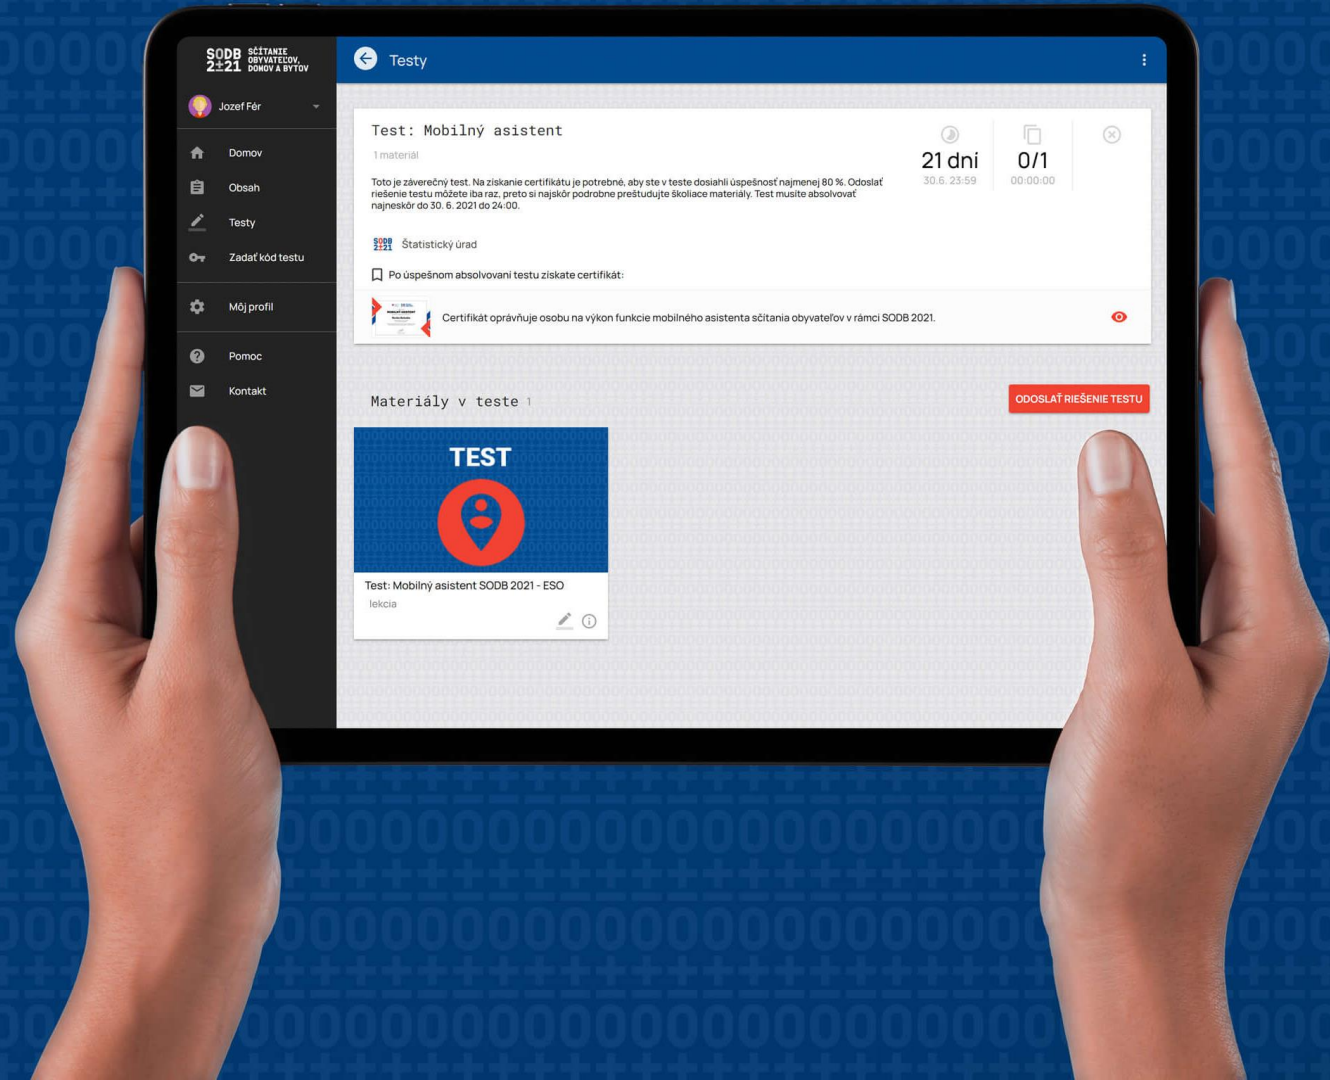 SODB SČÍTANIE
OBYVATEĽOV,
2±21 DOMOV A BYTOV
Jozef Fér
Domov
Obsah
Testy
Zadať kód testu
Môj profil
Pomoc
Kontakt
Testy
Test: Mobilný asistent
1 materiál
Toto je záverečný test. Na získanie certifikátu je potrebné, aby ste v teste dosiahli úspešnosť najmenej 80 %. Odoslať
riešenie testu môžete iba raz, preto si najskôr podrobne preštudujte školiace materiály. Test musíte absolvovať
najneskôr do 30. 6. 2021 do 24:00.
21 dní
30.6. 23:59
0/1
00:00:00
SODB
2±21
Štatistický úrad
Po úspešnom absolvovaní testu získate certifikát:
Certifikát oprávňuje osobu na výkon funkcie mobilného asistenta sčítania obyvateľov v rámci SODB 2021.
Materiály v teste 1
ODOSLAŤ RIEŠENIE TESTU
TEST
Test: Mobilný asistent SODB 2021 - ESO
lekcia